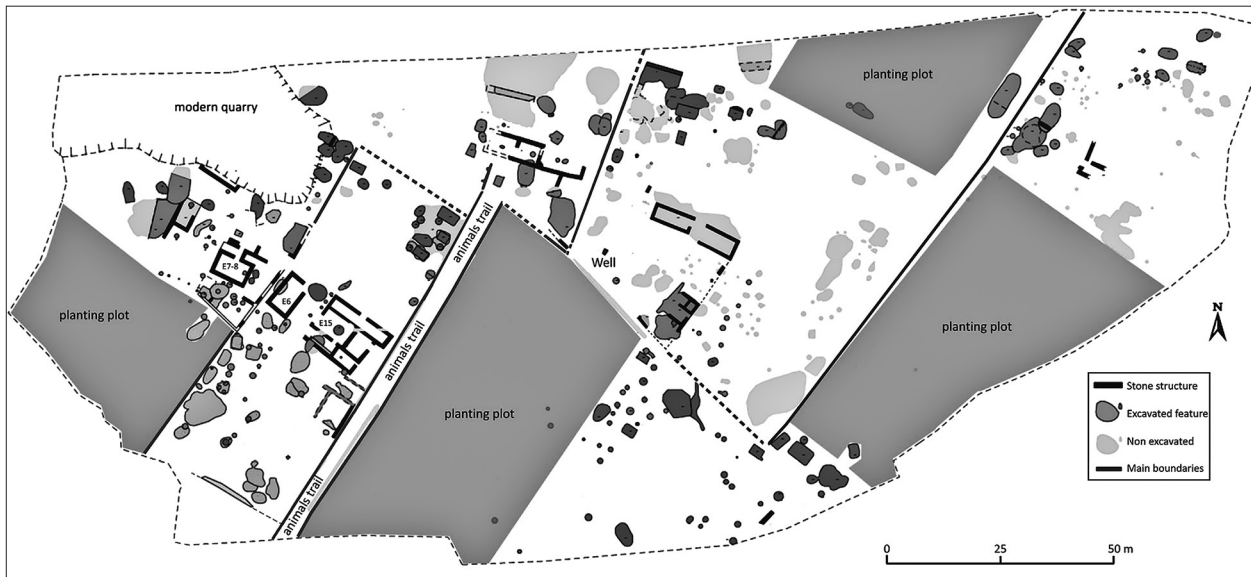 planting plot
modern quarry
animals trail
Well
E7-8
E6
E15
planting plot
animals trail
planting plot
planting plot
animals trail
N
Stone structure
Excavated feature
Non excavated
Main boundaries
0 25 50 m